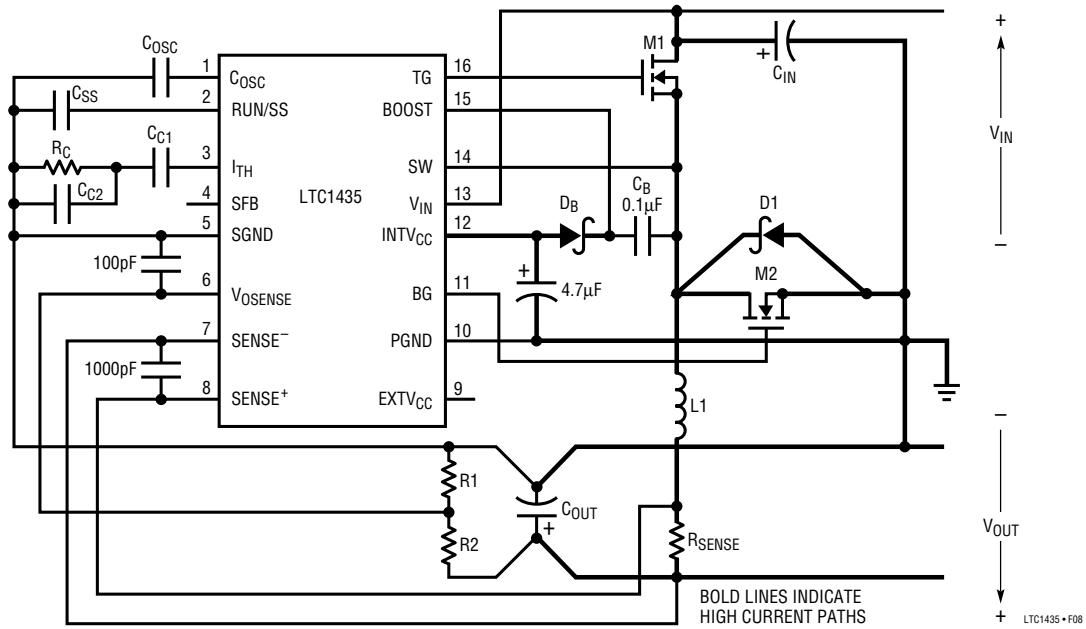 C_OSC
C_SS
R_C
C_C1
C_C2
100pF
1000pF
1
2
3
4
5
6
7
8
C_OSC
RUN/SS
I_TH
SFB
SGND
V_OSENSE
SENSE–
SENSE+
LTC1435
TG
BOOST
SW
V_IN
INTV_CC
BG
PGND
EXTV_CC
16
15
14
13
12
11
10
9
M1
+
C_IN
D_B
C_B
0.1µF
D1
M2
+
4.7µF
L1
R1
R2
C_OUT
+
R_SENSE
+
V_IN
–
–
V_OUT
+
BOLD LINES INDICATE
HIGH CURRENT PATHS
LTC1435 • F08